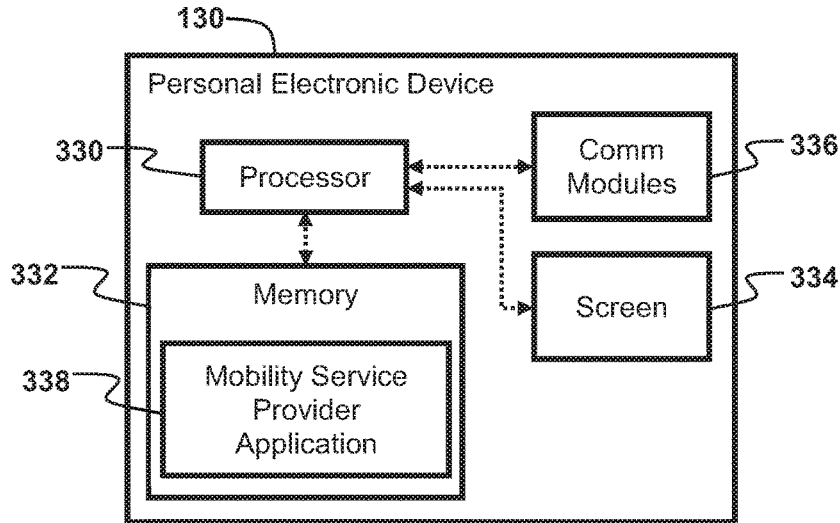 130
Personal Electronic Device
330
Processor
Comm
Modules
336
332
Memory
Screen
334
338
Mobility Service
Provider
Application